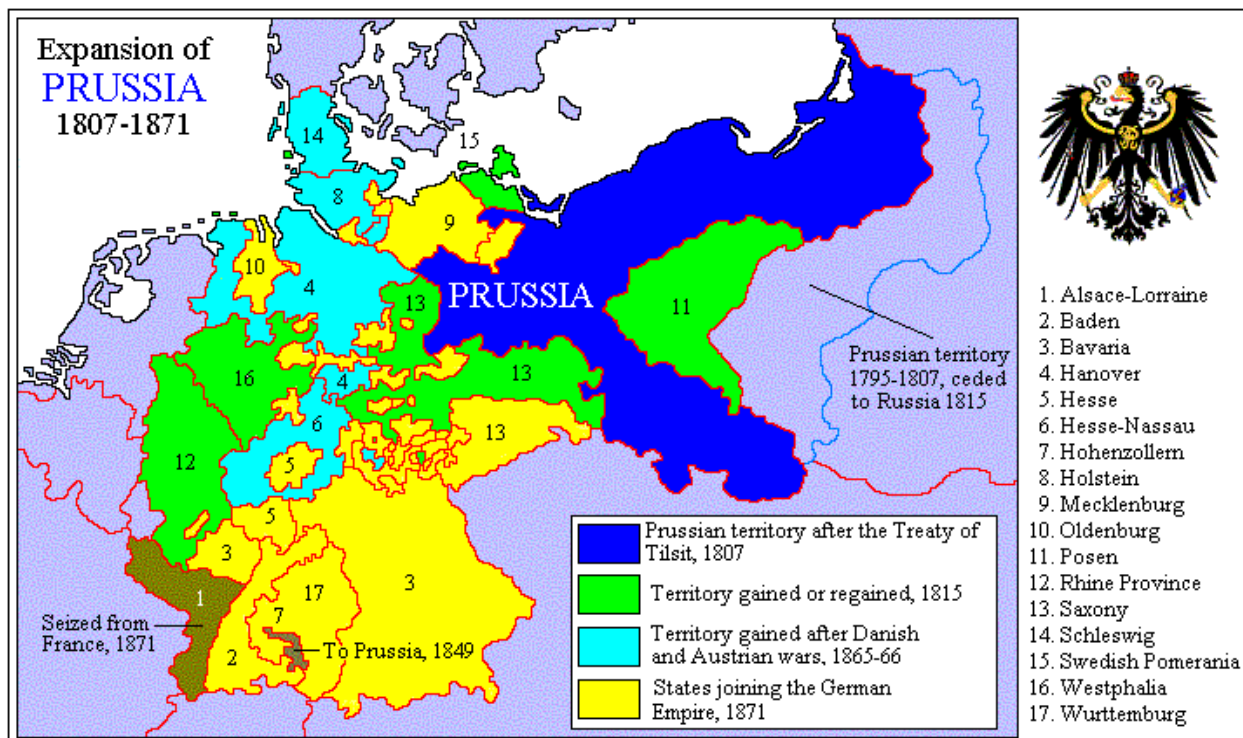 Expansion of
PRUSSIA
1807-1871
14
15
8
9
10
4
13
PRUSSIA
11
Prussian territory
1795-1807, ceded
to Russia 1815
16
4
13
6
13
12
5
5
3
3
17
1
7
2
Seized from
France, 1871
To Prussia, 1849
Prussian territory after the Treaty of
Tilsit, 1807
Territory gained or regained, 1815
Territory gained after Danish
and Austrian wars, 1865-66
States joining the German
Empire, 1871
1. Alsace-Lorraine
2. Baden
3. Bavaria
4. Hanover
5. Hesse
6. Hesse-Nassau
7. Hohenzollern
8. Holstein
9. Mecklenburg
10. Oldenburg
11. Posen
12. Rhine Province
13. Saxony
14. Schleswig
15. Swedish Pomerania
16. Westphalia
17. Wurttemburg